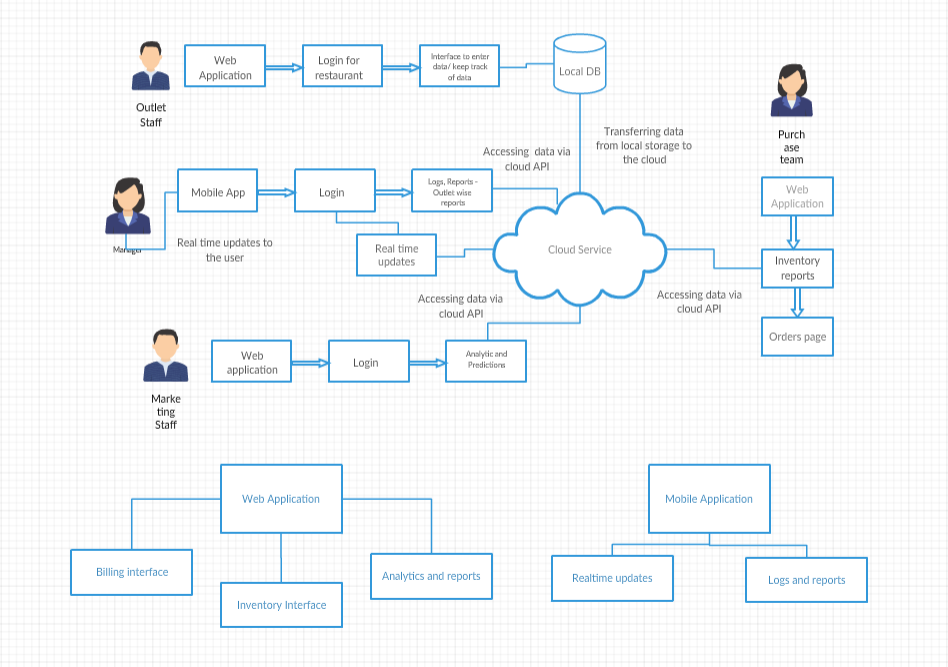 Web
Application
Login for
restaurant
Interface to enter
data/ keep track
of data
Local DB
Outlet
Staff
Purch
ase
team
Transferring data
from local storage to
the cloud
Accessing data via
cloud API
Mobile App
Login
Logs, Reports -
Outlet wise
reports
Web
Application
Manager
Real time updates to
the user
Real time
updates
Cloud Service
Inventory
reports
Accessing data via
cloud API
Accessing data via
cloud API
Orders page
Web
application
Login
Analytic and
Predictions
Marke
ting
Staff
Web Application
Billing interface
Inventory Interface
Analytics and reports
Mobile Application
Realtime updates
Logs and reports